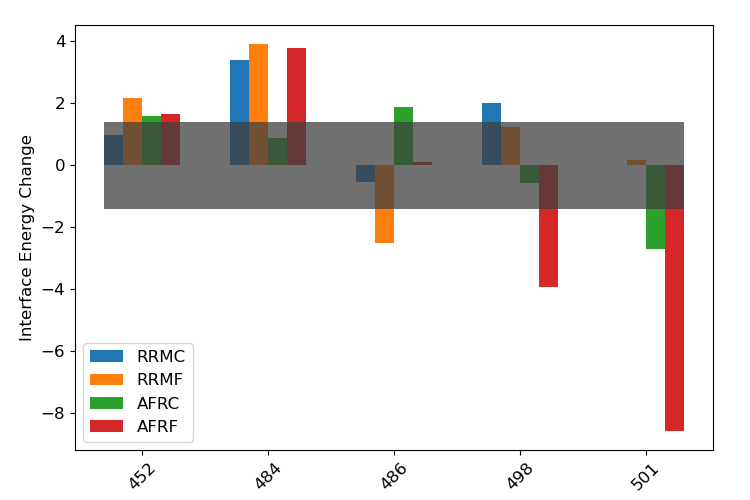 Interface Energy Change
4
2
0
−2
−4
−6
−8
RRMC
RRMF
AFRC
AFRF
452
484
486
498
501